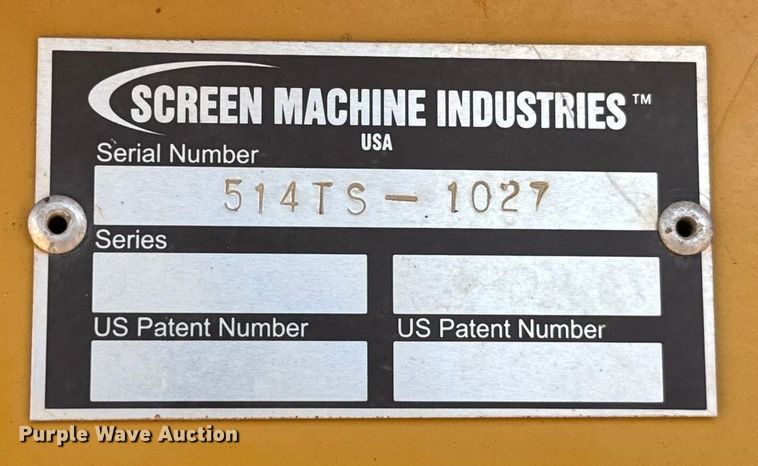 SCREEN MACHINE INDUSTRIES™
USA
Serial Number
514TS - 1027
Series
US Patent Number US Patent Number
Purple Wave Auction